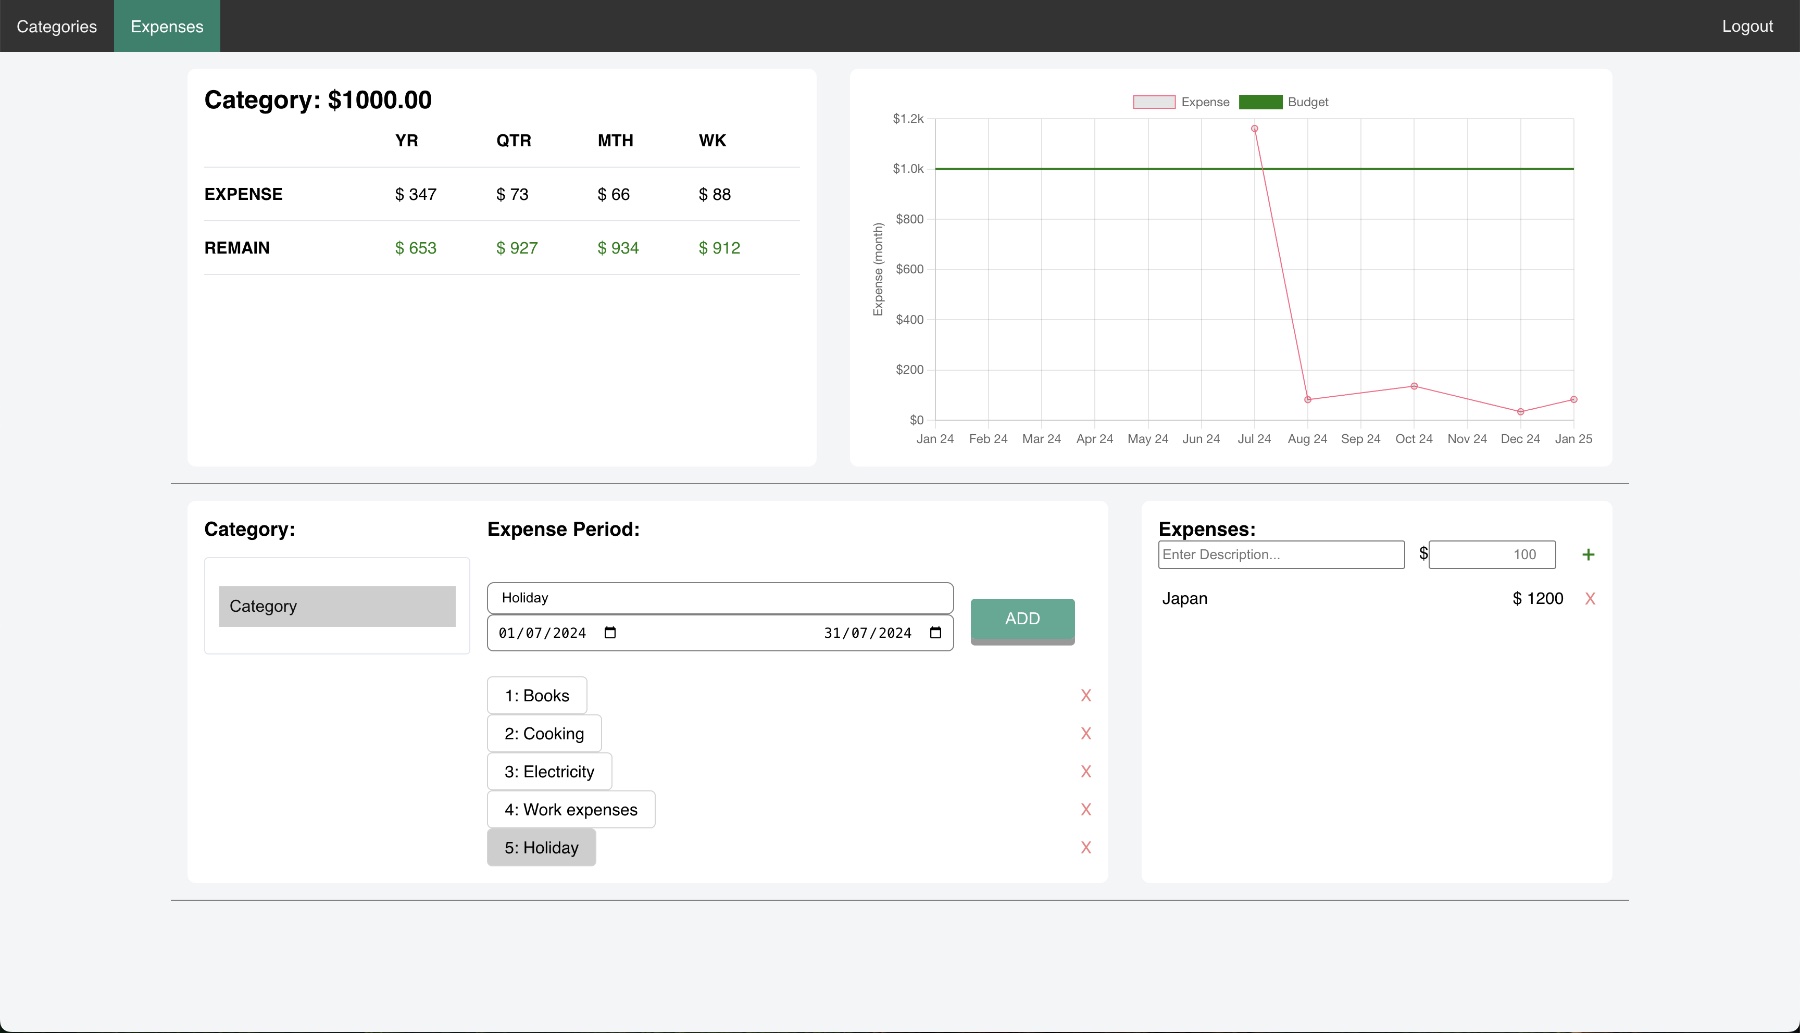 Categories Expenses Logout
Category: $1000.00
YR QTR MTH WK
EXPENSE $ 347 $ 73 $ 66 $ 88
REMAIN $ 653 $ 927 $ 934 $ 912
Expense Budget
$1.2k
$1.0k
$800
$600
$400
$200
$0
Expense (month)
Jan 24 Feb 24 Mar 24 Apr 24 May 24 Jun 24 Jul 24 Aug 24 Sep 24 Oct 24 Nov 24 Dec 24 Jan 25
Category:
Category
Expense Period:
Holiday
01/07/2024 31/07/2024
ADD
1: Books X
2: Cooking X
3: Electricity X
4: Work expenses X
5: Holiday X
Expenses:
Enter Description... $ 100 +
Japan $ 1200 X